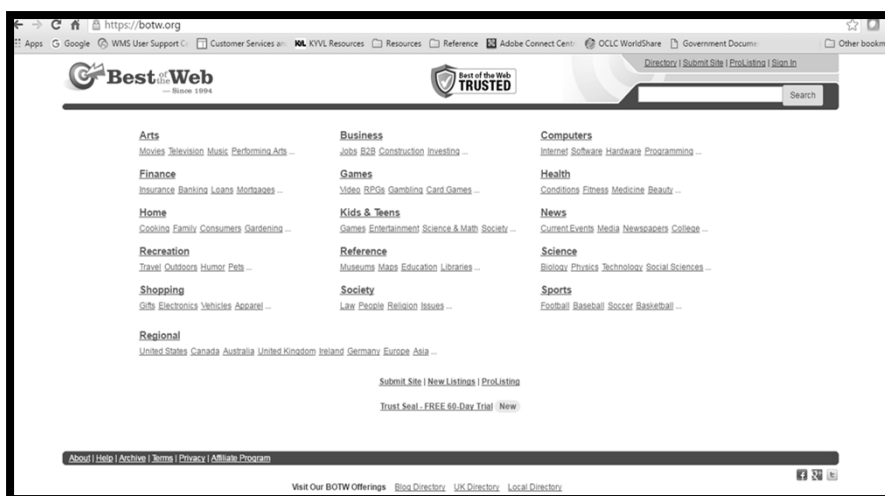 https://botw.org
Apps Google WMS User Support C Customer Services an KYVL Resources Resources Reference Adobe Connect Cent OCLC WorldShare Government Docume Other bookm
Best of the Web
— Since 1994
Best of the Web
TRUSTED
Directory | Submit Site | ProListing | Sign In
Search
Arts
Movies Television Music Performing Arts ...
Business
Jobs B2B Construction Investing ...
Computers
Internet Software Hardware Programming ...
Finance
Insurance Banking Loans Mortgages ...
Games
Video RPGs Gambling Card Games ...
Health
Conditions Fitness Medicine Beauty ...
Home
Cooking Family Consumers Gardening ...
Kids & Teens
Games Entertainment Science & Math Society ...
News
Current Events Media Newspapers College ...
Recreation
Travel Outdoors Humor Pets ...
Reference
Museums Maps Education Libraries ...
Science
Biology Physics Technology Social Sciences ...
Shopping
Gifts Electronics Vehicles Apparel ...
Society
Law People Religion Issues ...
Sports
Football Baseball Soccer Basketball ...
Regional
United States Canada Australia United Kingdom Ireland Germany Europe Asia ...
Submit Site | New Listings | ProListing
Trust Seal - FREE 60-Day Trial New
About | Help | Archive | Terms | Privacy | Affiliate Program
Visit Our BOTW Offerings Blog Directory UK Directory Local Directory